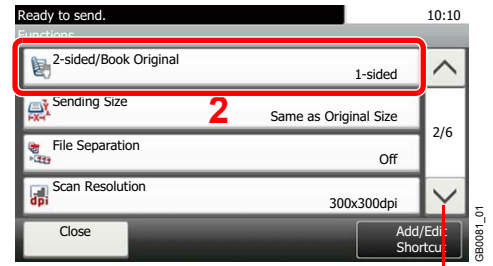 Ready to send. 10:10
Functions
2-sided/Book Original
1-sided
Sending Size
2
Same as Original Size
2/6
File Separation
Off
Scan Resolution
300x300dpi
Close
Add/Edit
Shortcut
GB0081_01